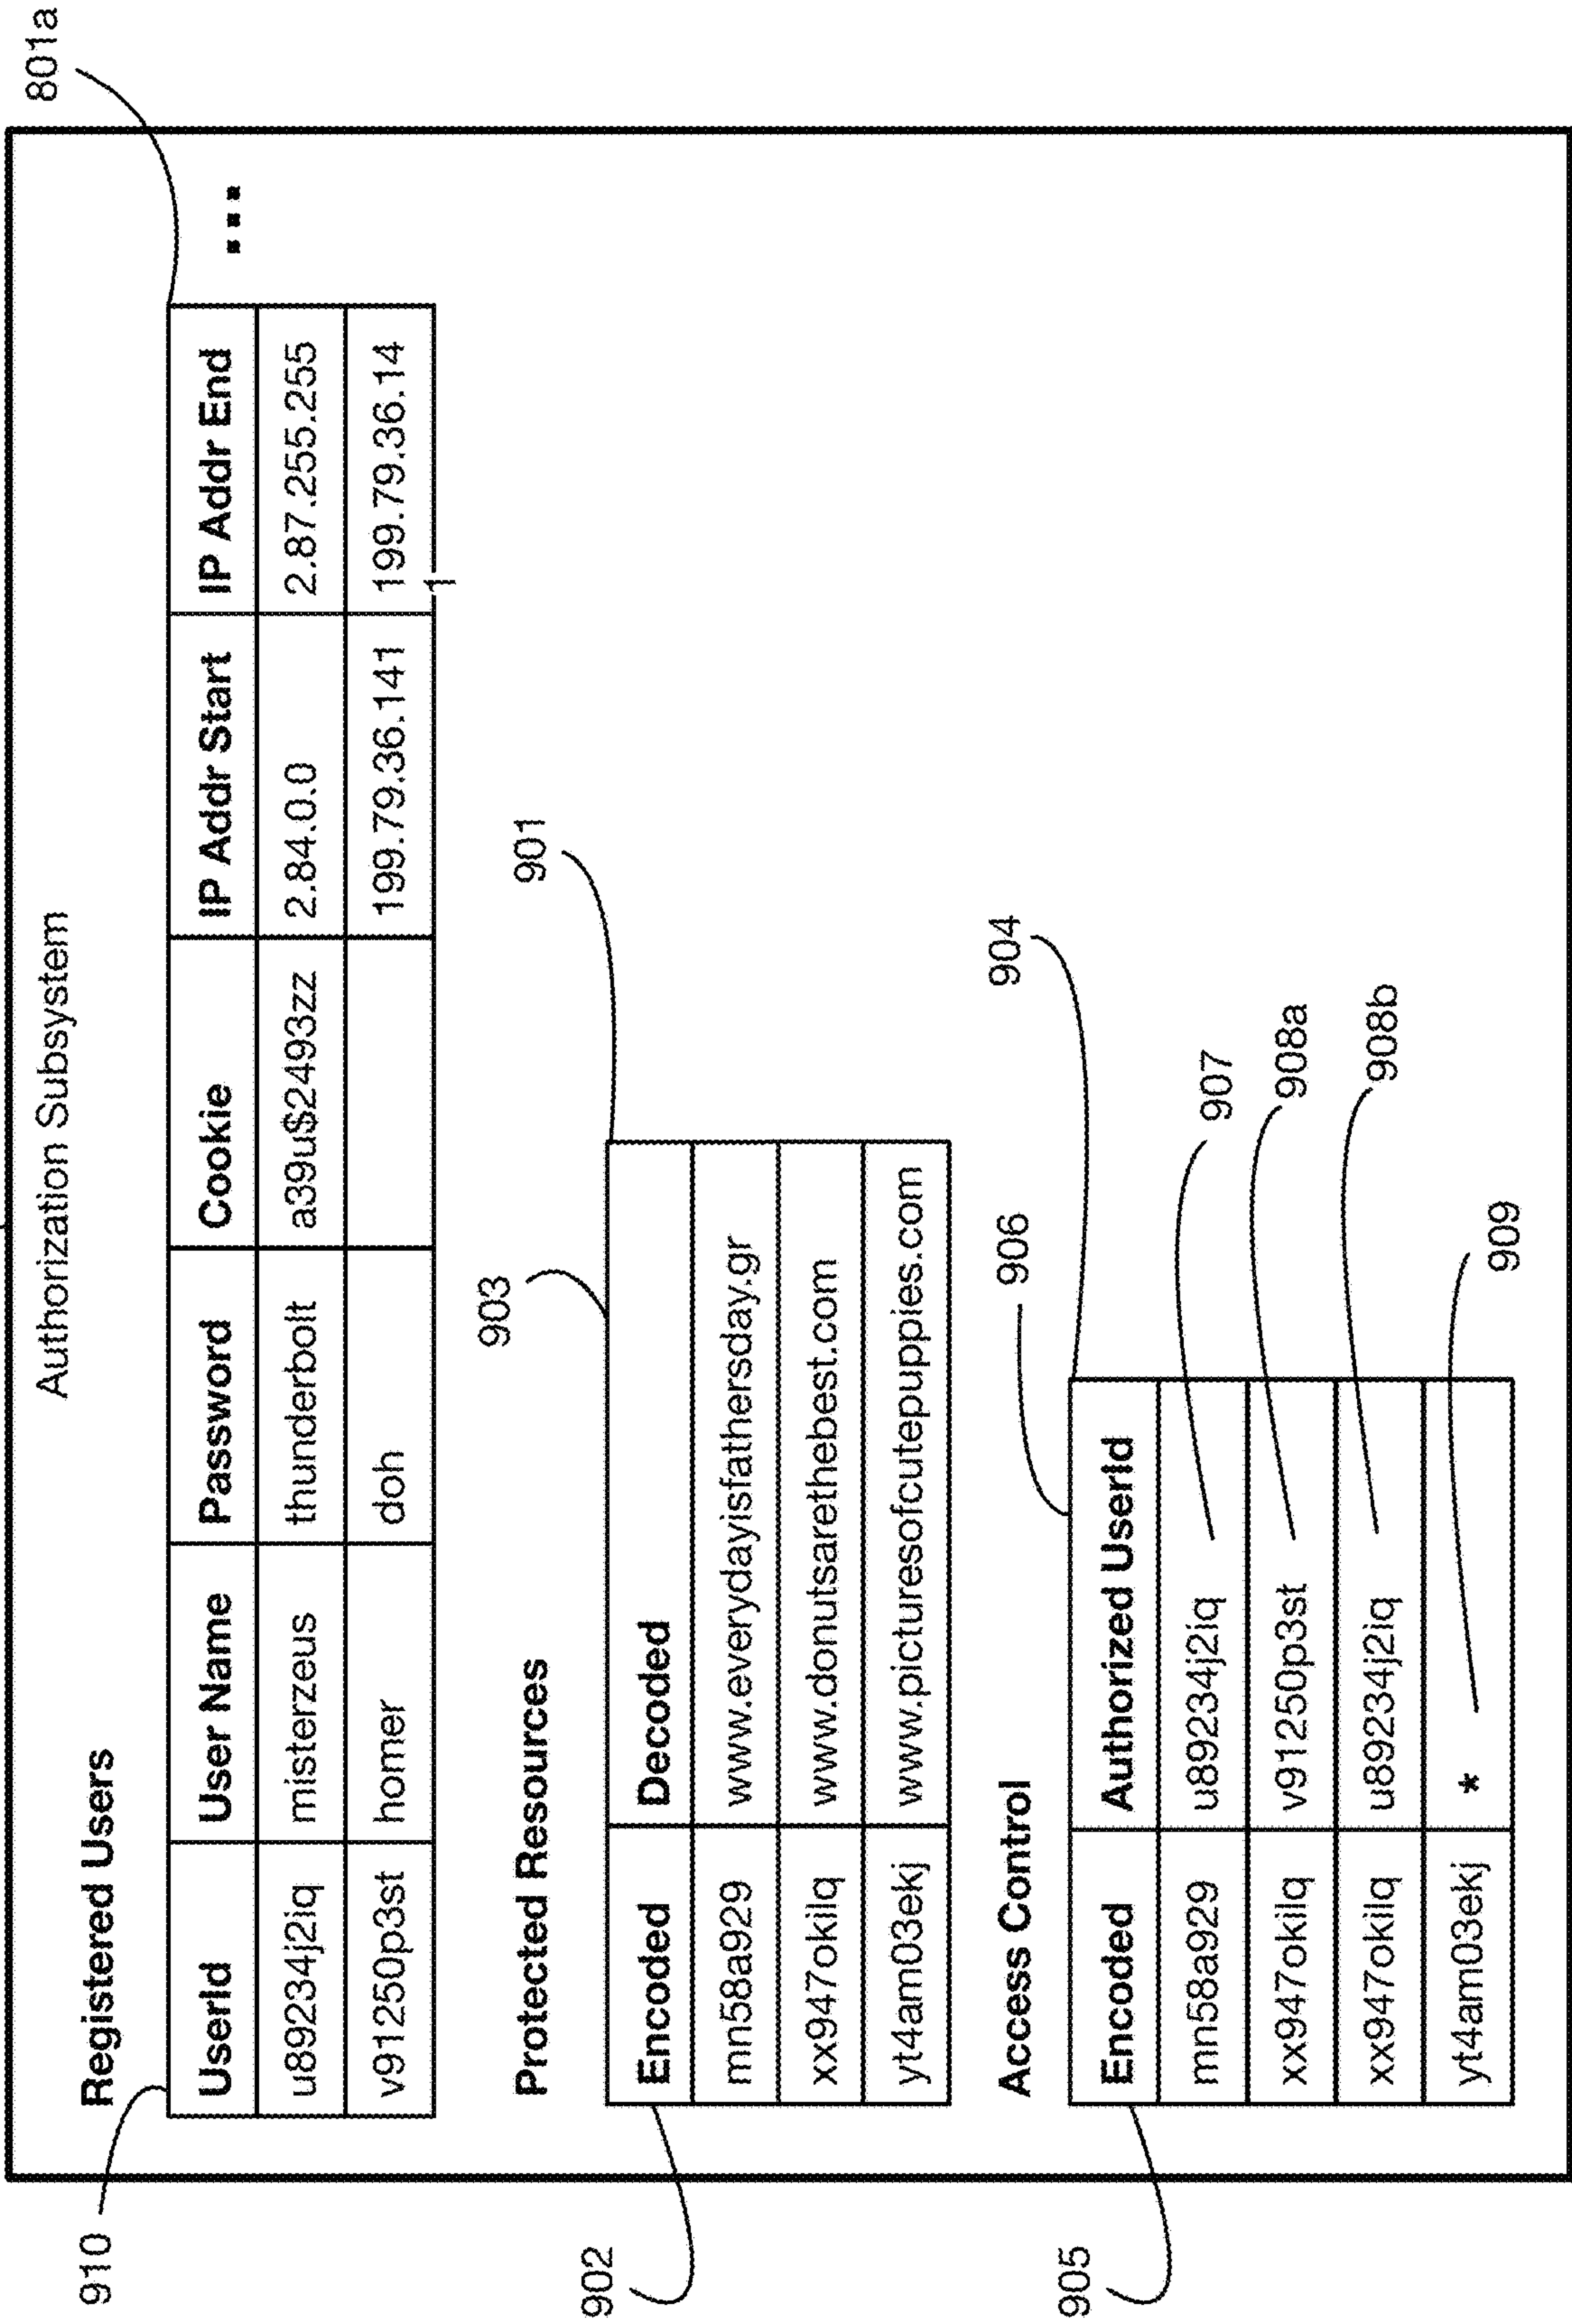 Authorization Subsystem
801a
910
Registered Users
UserId User Name Password Cookie IP Addr Start IP Addr End
u89234j2iq misterzeus thunderbolt a39u$2493zz 2.84.0.0 2.87.255.255
v91250p3st homer doh 199.79.36.141 199.79.36.14
1
...
Protected Resources
903
901
902
Encoded Decoded
mn58a929 www.everydayisfathersday.gr
xx947okilq www.donutsarethebest.com
yt4am03ekj www.picturesofcutepuppies.com
Access Control
906
904
905
Encoded Authorized UserId
mn58a929 u89234j2iq 907
xx947okilq v91250p3st 908a
xx947okilq u89234j2iq 908b
yt4am03ekj * 909